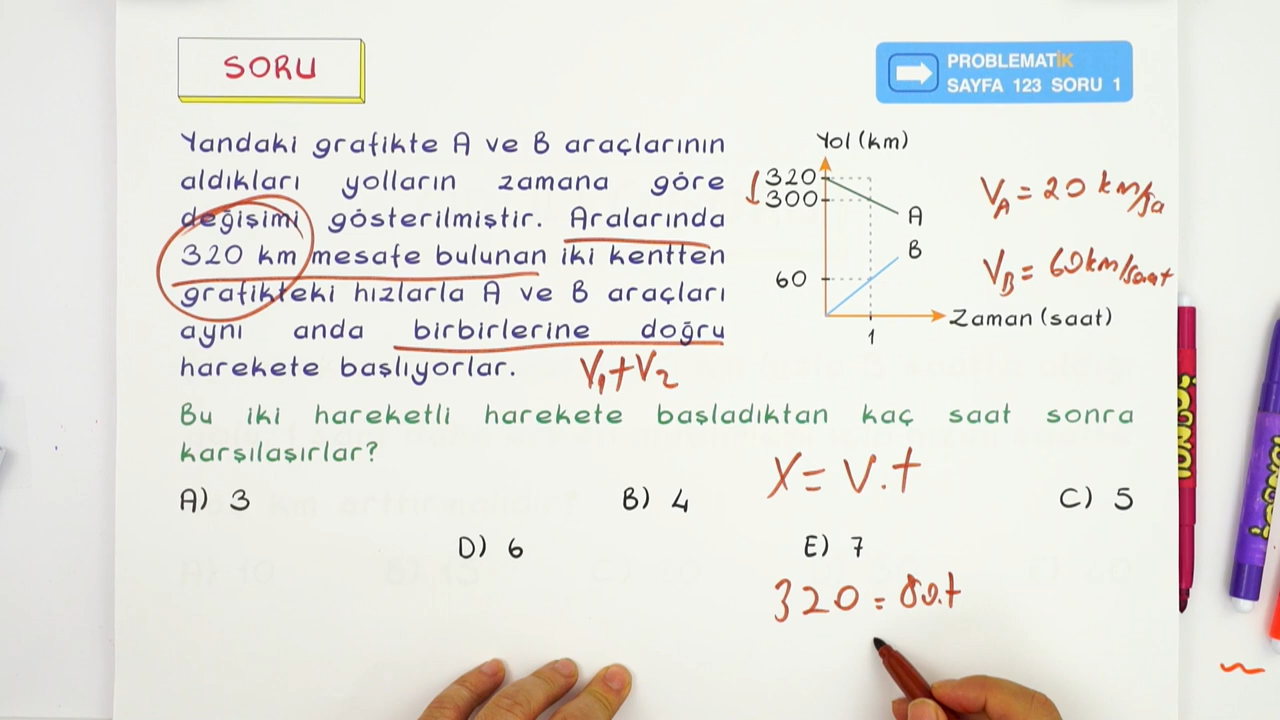 SORU
PROBLEMATİK
SAYFA 123 SORU 1
Yandaki grafikte A ve B araçlarının
aldıkları yolların zamana göre
değişimi gösterilmiştir. Aralarında
320 km mesafe bulunan iki kentten
grafikteki hızlarla A ve B araçları
aynı anda birbirlerine doğru
harekete başlıyorlar.
V₁+V₂
Yol (km)
320
300
A
B
60
1
Zaman (saat)
V_A = 20 km/sa
V_B = 60 km/saat
Bu iki hareketli harekete başladıktan kaç saat sonra
karşılaşırlar?
X = V.t
A) 3
B) 4
C) 5
D) 6
E) 7
320 = 80.t